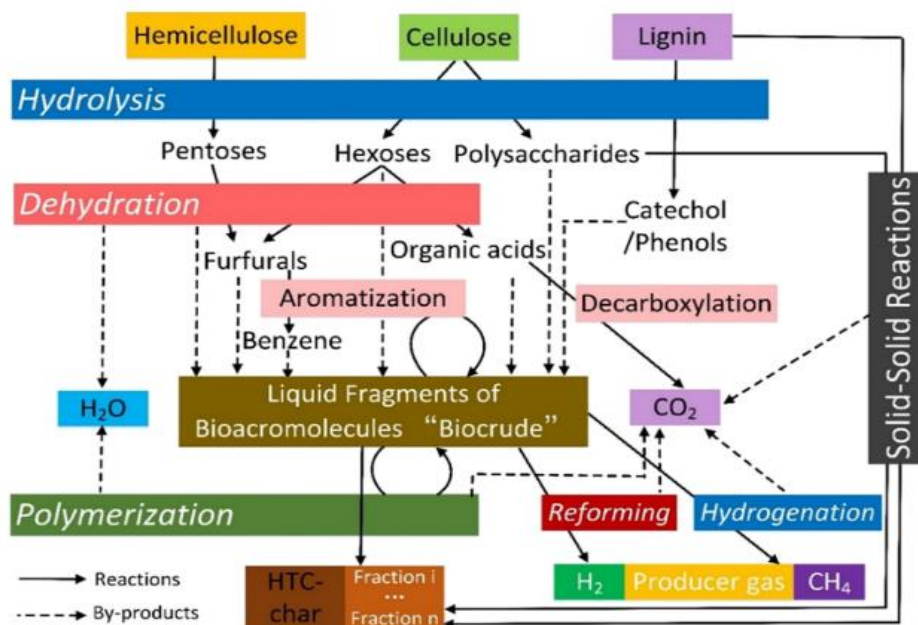 Hemicellulose
Cellulose
Lignin
Hydrolysis
Pentoses
Hexoses
Polysaccharides
Dehydration
Catechol
/Phenols
Furfurals
Organic acids
Aromatization
Decarboxylation
Benzene
Solid-Solid Reactions
H₂O
Liquid Fragments of
Bioacromolecules “Biocrude”
CO₂
Polymerization
Reforming
Hydrogenation
Reactions
By-products
HTC-
char
Fraction i
...
Fraction n
H₂
Producer gas
CH₄